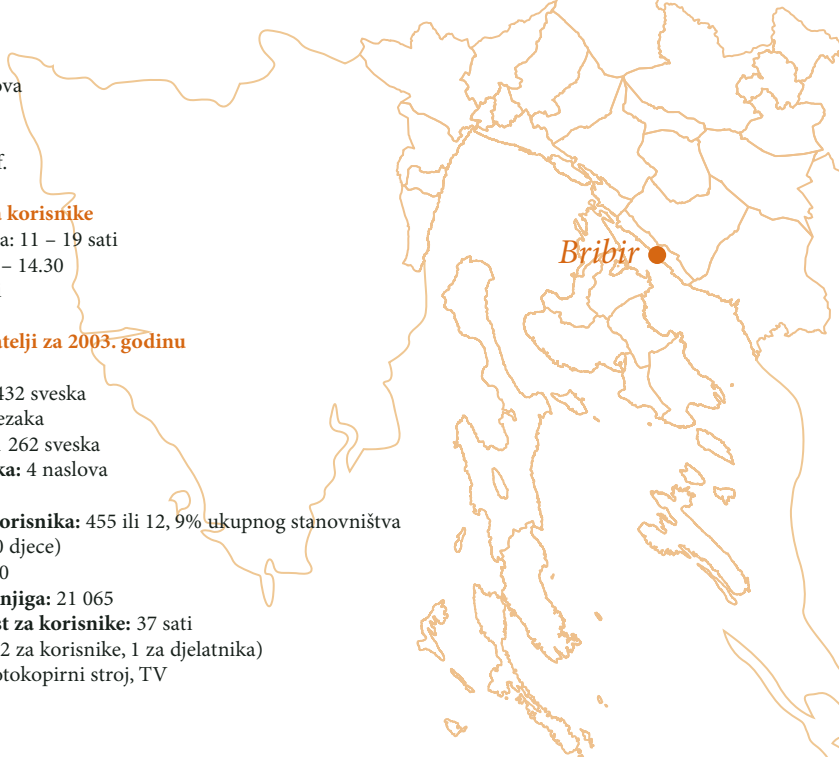 ova
f.
a korisnike
a: 11 – 19 sati
– 14.30
Bribir
atelji za 2003. godinu
432 sveska
ezaka
1 262 sveska
ka: 4 naslova
korisnika: 455 ili 12, 9% ukupnog stanovništva
0 djece)
0
njiga: 21 065
st za korisnike: 37 sati
2 za korisnike, 1 za djelatnika)
otokopirni stroj, TV